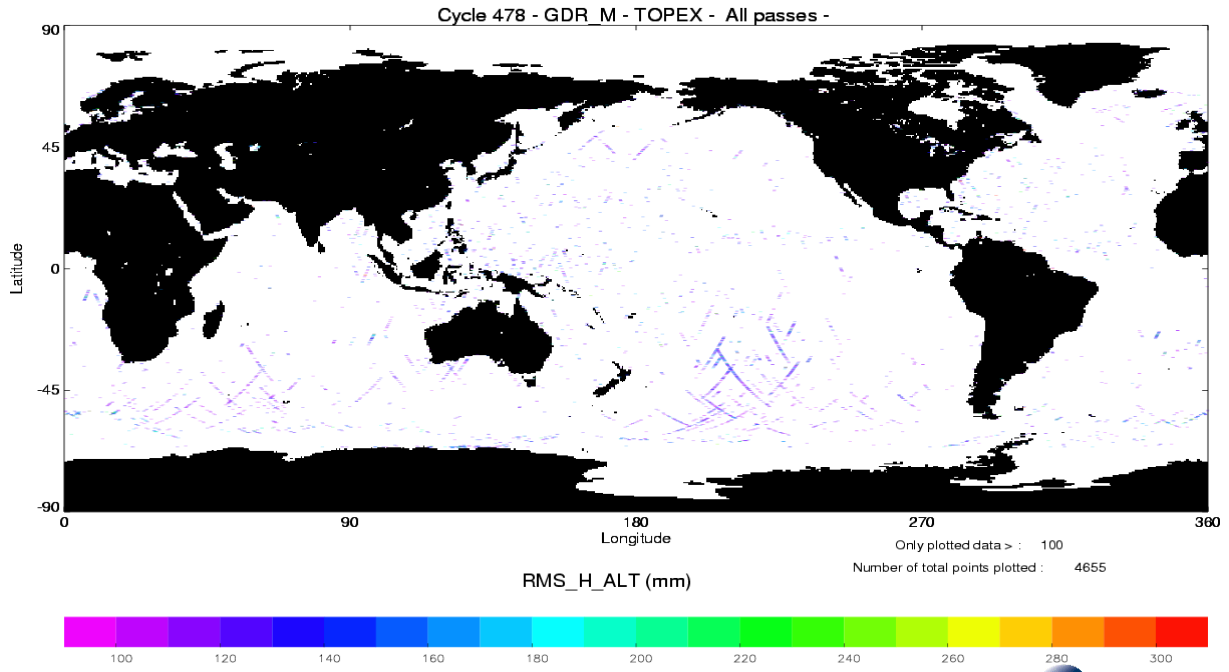 Cycle 478 - GDR_M - TOPEX - All passes -
90
45
Latitude
0
-45
-90
0 90 180 270 360
Longitude
Only plotted data > : 100
Number of total points plotted : 4655
RMS_H_ALT (mm)
100 120 140 160 180 200 220 240 260 280 300